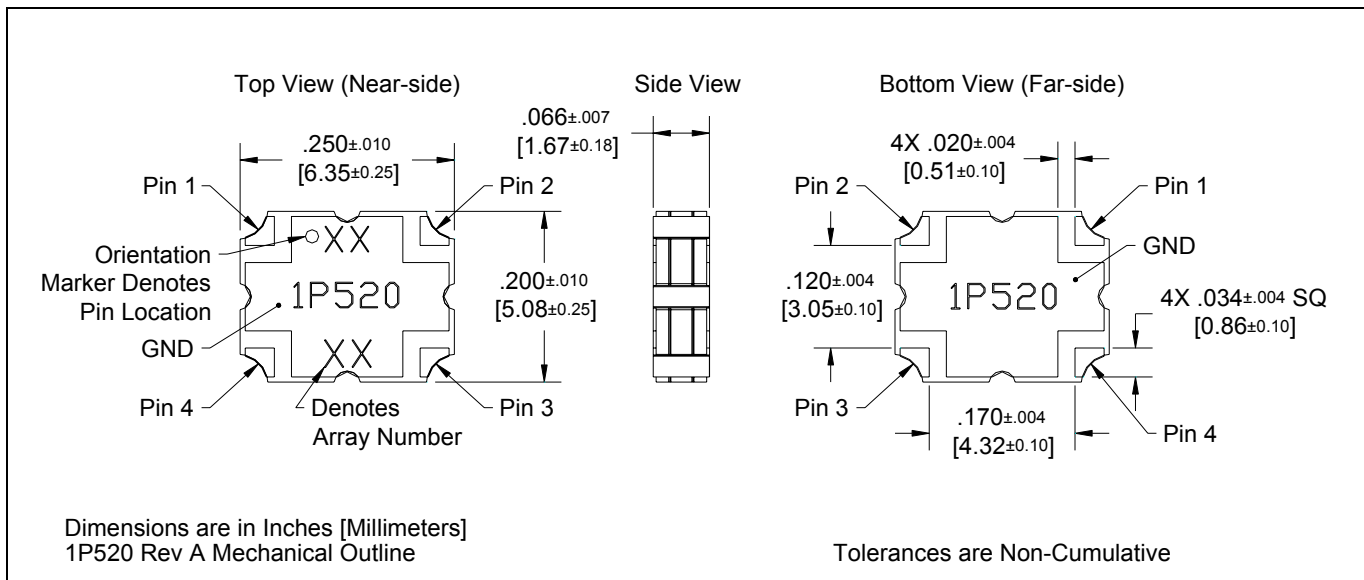 Top View (Near-side)
Side View
Bottom View (Far-side)
.250±.010
[6.35±0.25]
.066±.007
[1.67±0.18]
4X .020±.004
[0.51±0.10]
Pin 1
Pin 2
Pin 2
Pin 1
Orientation
Marker Denotes
Pin Location
GND
XX
1P520
XX
.200±.010
[5.08±0.25]
.120±.004
[3.05±0.10]
1P520
GND
4X .034±.004 SQ
[0.86±0.10]
Pin 4
Denotes
Array Number
Pin 3
Pin 3
.170±.004
[4.32±0.10]
Pin 4
Dimensions are in Inches [Millimeters]
1P520 Rev A Mechanical Outline
Tolerances are Non-Cumulative